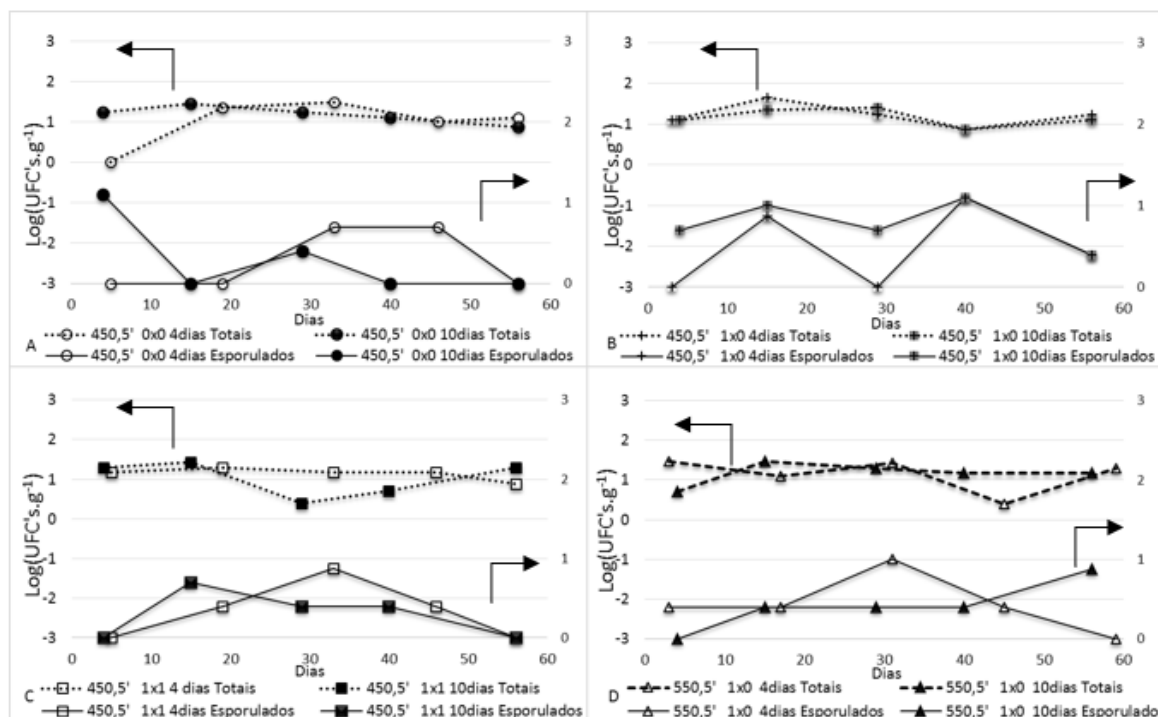 3
2
1
0
-1
-2
-3
Log(UFC's.g⁻¹)
3
2
1
0
0 10 20 30 40 50 60
Dias
450,5' 0x0 4dias Totais
450,5' 0x0 10dias Totais
450,5' 0x0 4dias Esporulados
450,5' 0x0 10dias Esporulados
A
3
2
1
0
-1
-2
-3
Log(UFC's.g⁻¹)
3
2
1
0
0 10 20 30 40 50 60
Dias
450,5' 1x0 4dias Totais
450,5' 1x0 10dias Totais
450,5' 1x0 4dias Esporulados
450,5' 1x0 10dias Esporulados
B
3
2
1
0
-1
-2
-3
Log(UFC's.g⁻¹)
3
2
1
0
0 10 20 30 40 50 60
Dias
450,5' 1x1 4 dias Totais
450,5' 1x1 10dias Totais
450,5' 1x1 4dias Esporulados
450,5' 1x1 10dias Esporulados
C
3
2
1
0
-1
-2
-3
Log(UFC's.g⁻¹)
3
2
1
0
0 10 20 30 40 50 60
Dias
550,5' 1x0 4dias Totais
550,5' 1x0 10dias Totais
550,5' 1x0 4dias Esporulados
550,5' 1x0 10dias Esporulado
D